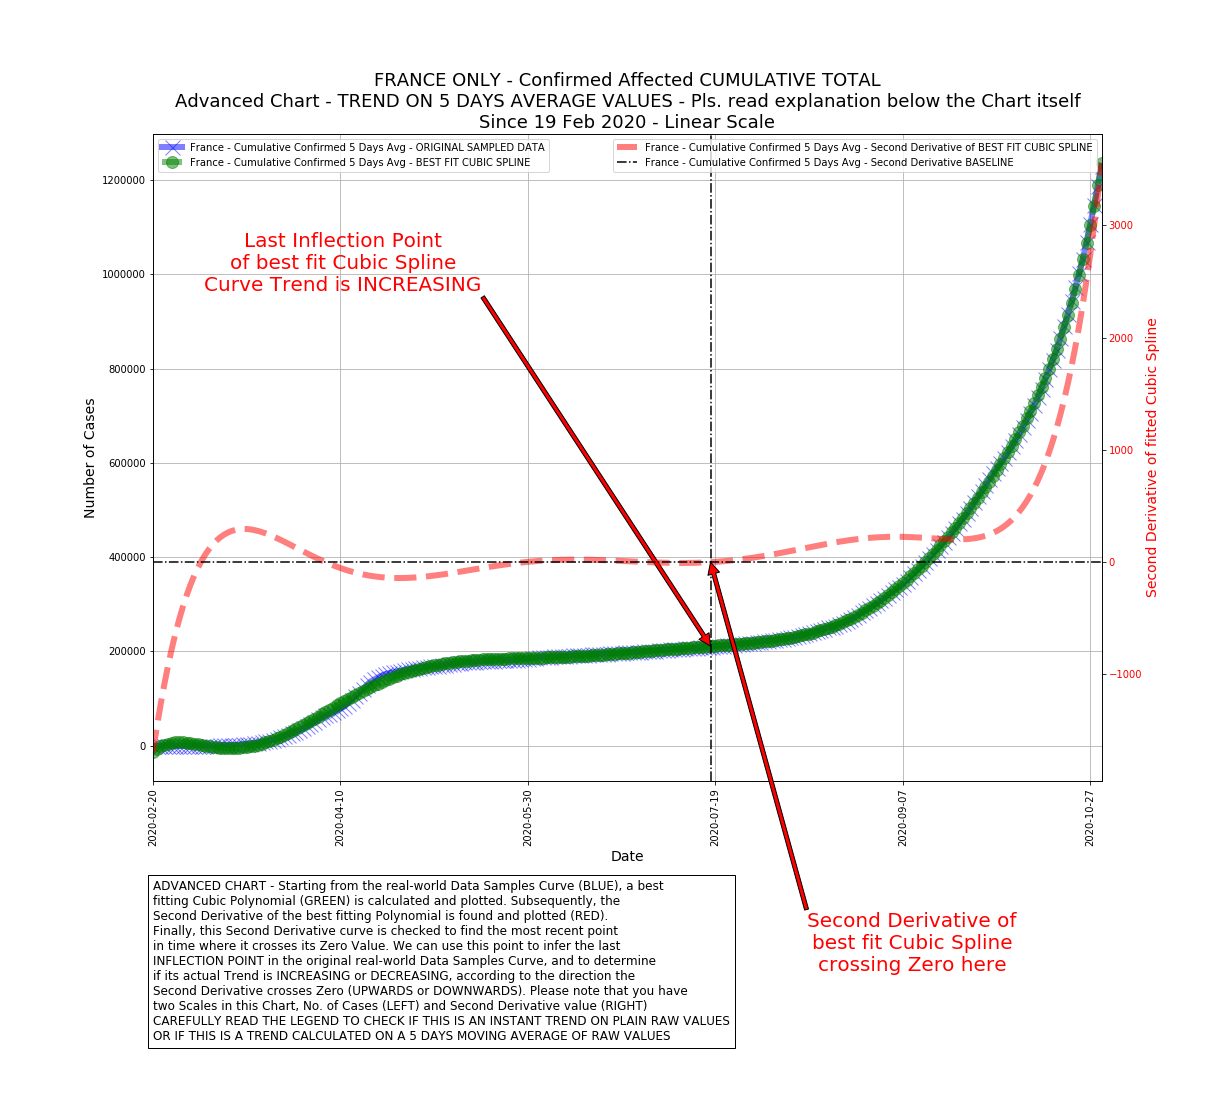 FRANCE ONLY - Confirmed Affected CUMULATIVE TOTAL
Advanced Chart - TREND ON 5 DAYS AVERAGE VALUES - Pls. read explanation below the Chart itself
Since 19 Feb 2020 - Linear Scale
France - Cumulative Confirmed 5 Days Avg - ORIGINAL SAMPLED DATA
France - Cumulative Confirmed 5 Days Avg - BEST FIT CUBIC SPLINE
France - Cumulative Confirmed 5 Days Avg - Second Derivative of BEST FIT CUBIC SPLINE
France - Cumulative Confirmed 5 Days Avg - Second Derivative BASELINE
Last Inflection Point
of best fit Cubic Spline
Curve Trend is INCREASING
Number of Cases
1200000
1000000
800000
600000
400000
200000
0
3000
2000
1000
0
−1000
Second Derivative of fitted Cubic Spline
2020-02-20
2020-04-10
2020-05-30
2020-07-19
2020-09-07
2020-10-27
Date
Second Derivative of
best fit Cubic Spline
crossing Zero here
ADVANCED CHART - Starting from the real-world Data Samples Curve (BLUE), a best
fitting Cubic Polynomial (GREEN) is calculated and plotted. Subsequently, the
Second Derivative of the best fitting Polynomial is found and plotted (RED).
Finally, this Second Derivative curve is checked to find the most recent point
in time where it crosses its Zero Value. We can use this point to infer the last
INFLECTION POINT in the original real-world Data Samples Curve, and to determine
if its actual Trend is INCREASING or DECREASING, according to the direction the
Second Derivative crosses Zero (UPWARDS or DOWNWARDS). Please note that you have
two Scales in this Chart, No. of Cases (LEFT) and Second Derivative value (RIGHT)
CAREFULLY READ THE LEGEND TO CHECK IF THIS IS AN INSTANT TREND ON PLAIN RAW VALUES
OR IF THIS IS A TREND CALCULATED ON A 5 DAYS MOVING AVERAGE OF RAW VALUES